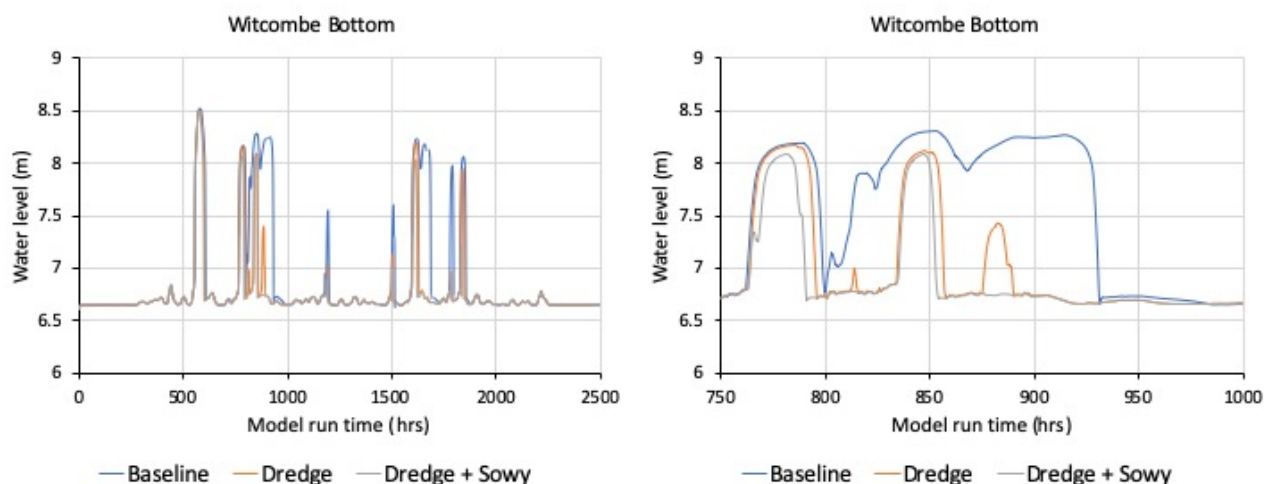 Witcombe Bottom
9
8.5
8
7.5
7
6.5
6
Water level (m)
0 500 1000 1500 2000 2500
Model run time (hrs)
Baseline Dredge Dredge + Sowy
Witcombe Bottom
9
8.5
8
7.5
7
6.5
6
Water level (m)
750 800 850 900 950 1000
Model run time (hrs)
Baseline Dredge Dredge + Sowy